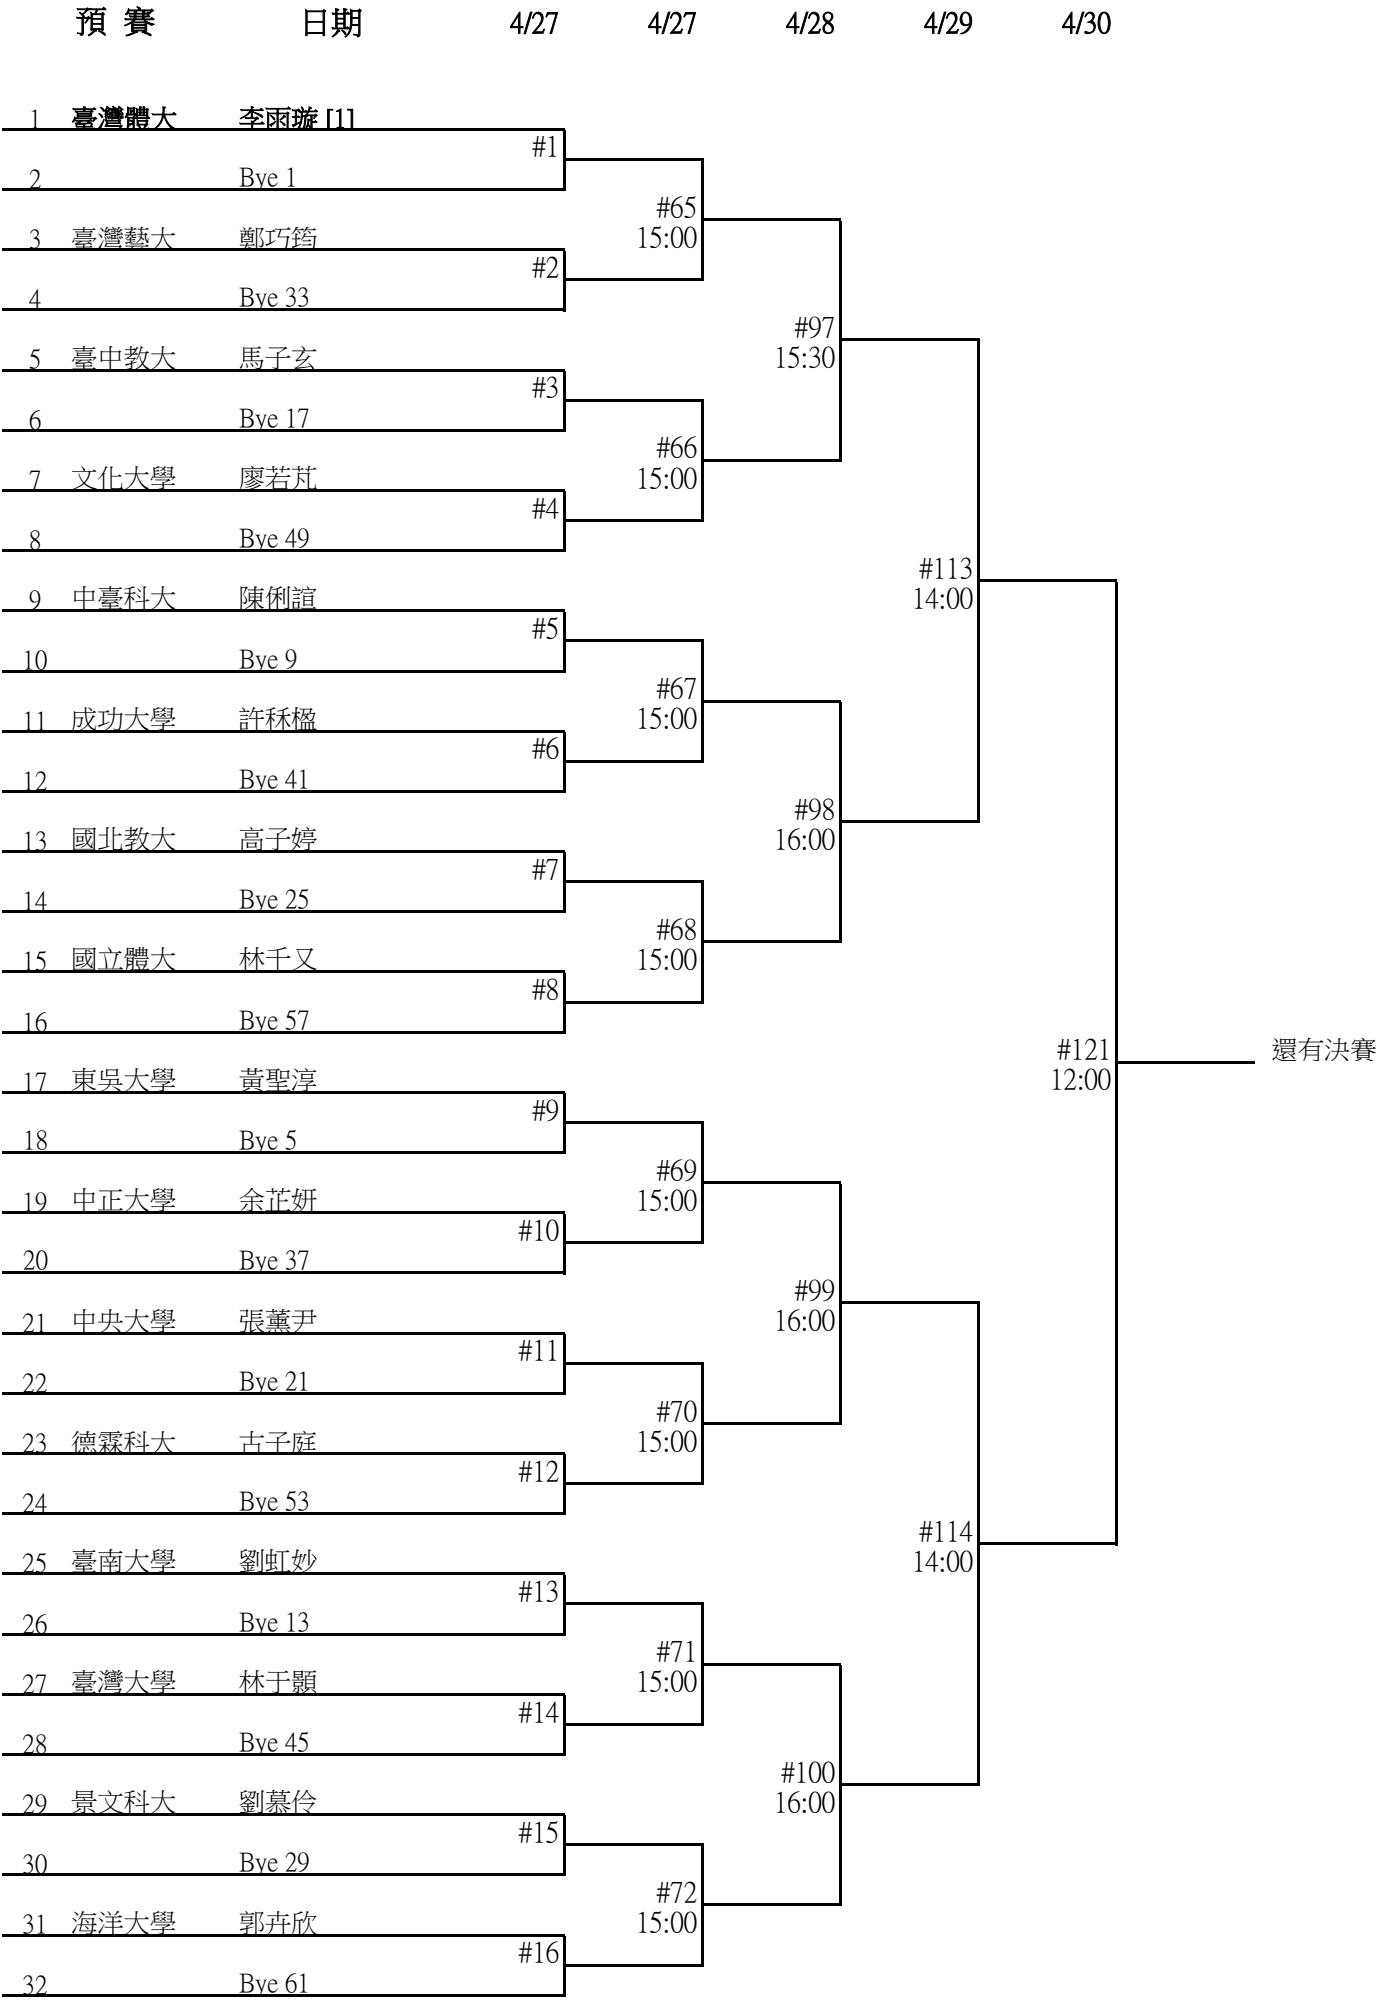 預 賽 日期 4/27 4/27 4/28 4/29 4/30
1 臺灣體大 李雨璇 [1]
#1
2 Bye 1
#65
3 臺灣藝大 鄭巧筠 15:00
#2
4 Bye 33
#97
5 臺中教大 馬子玄 15:30
#3
6 Bye 17
#66
7 文化大學 廖若芃 15:00
#4
8 Bye 49
#113
9 中臺科大 陳俐諠 14:00
#5
10 Bye 9
#67
11 成功大學 許秝楹 15:00
#6
12 Bye 41
#98
13 國北教大 高子婷 16:00
#7
14 Bye 25
#68
15 國立體大 林千又 15:00
#8
16 Bye 57
#121 還有決賽
17 東吳大學 黃聖淳 12:00
#9
18 Bye 5
#69
19 中正大學 余芷妍 15:00
#10
20 Bye 37
#99
21 中央大學 張薰尹 16:00
#11
22 Bye 21
#70
23 德霖科大 古子庭 15:00
#12
24 Bye 53
#114
25 臺南大學 劉虹妙 14:00
#13
26 Bye 13
#71
27 臺灣大學 林于顥 15:00
#14
28 Bye 45
#100
29 景文科大 劉慕伶 16:00
#15
30 Bye 29
#72
31 海洋大學 郭卉欣 15:00
#16
32 Bye 61